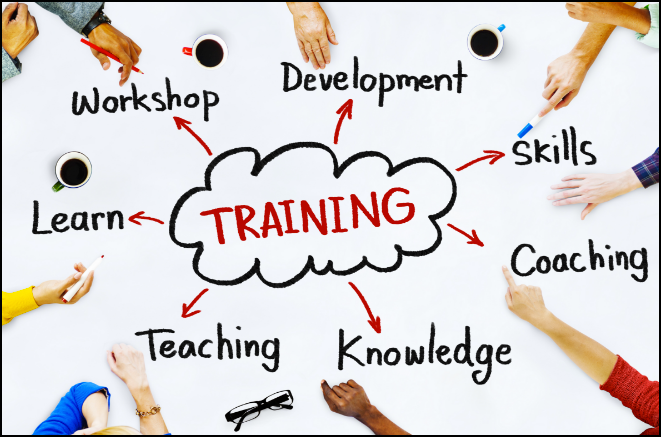 Development
Workshop
Skills
TRAINING
Learn
Coaching
Teaching
Knowledge